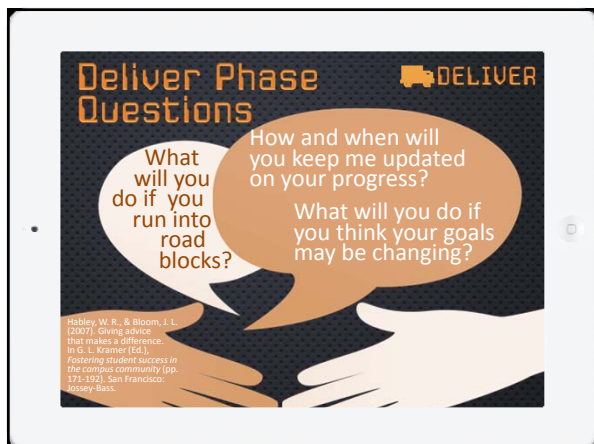 Deliver Phase
Questions
DELIVER
What
will you
do if you
run into
road
blocks?
How and when will
you keep me updated
on your progress?
What will you do if
you think your goals
may be changing?
Habley, W. R., & Bloom, J. L.
(2007). Giving advice
that makes a difference.
In G. L. Kramer (Ed.),
Fostering student success in
the campus community (pp.
171-192). San Francisco:
Jossey-Bass.